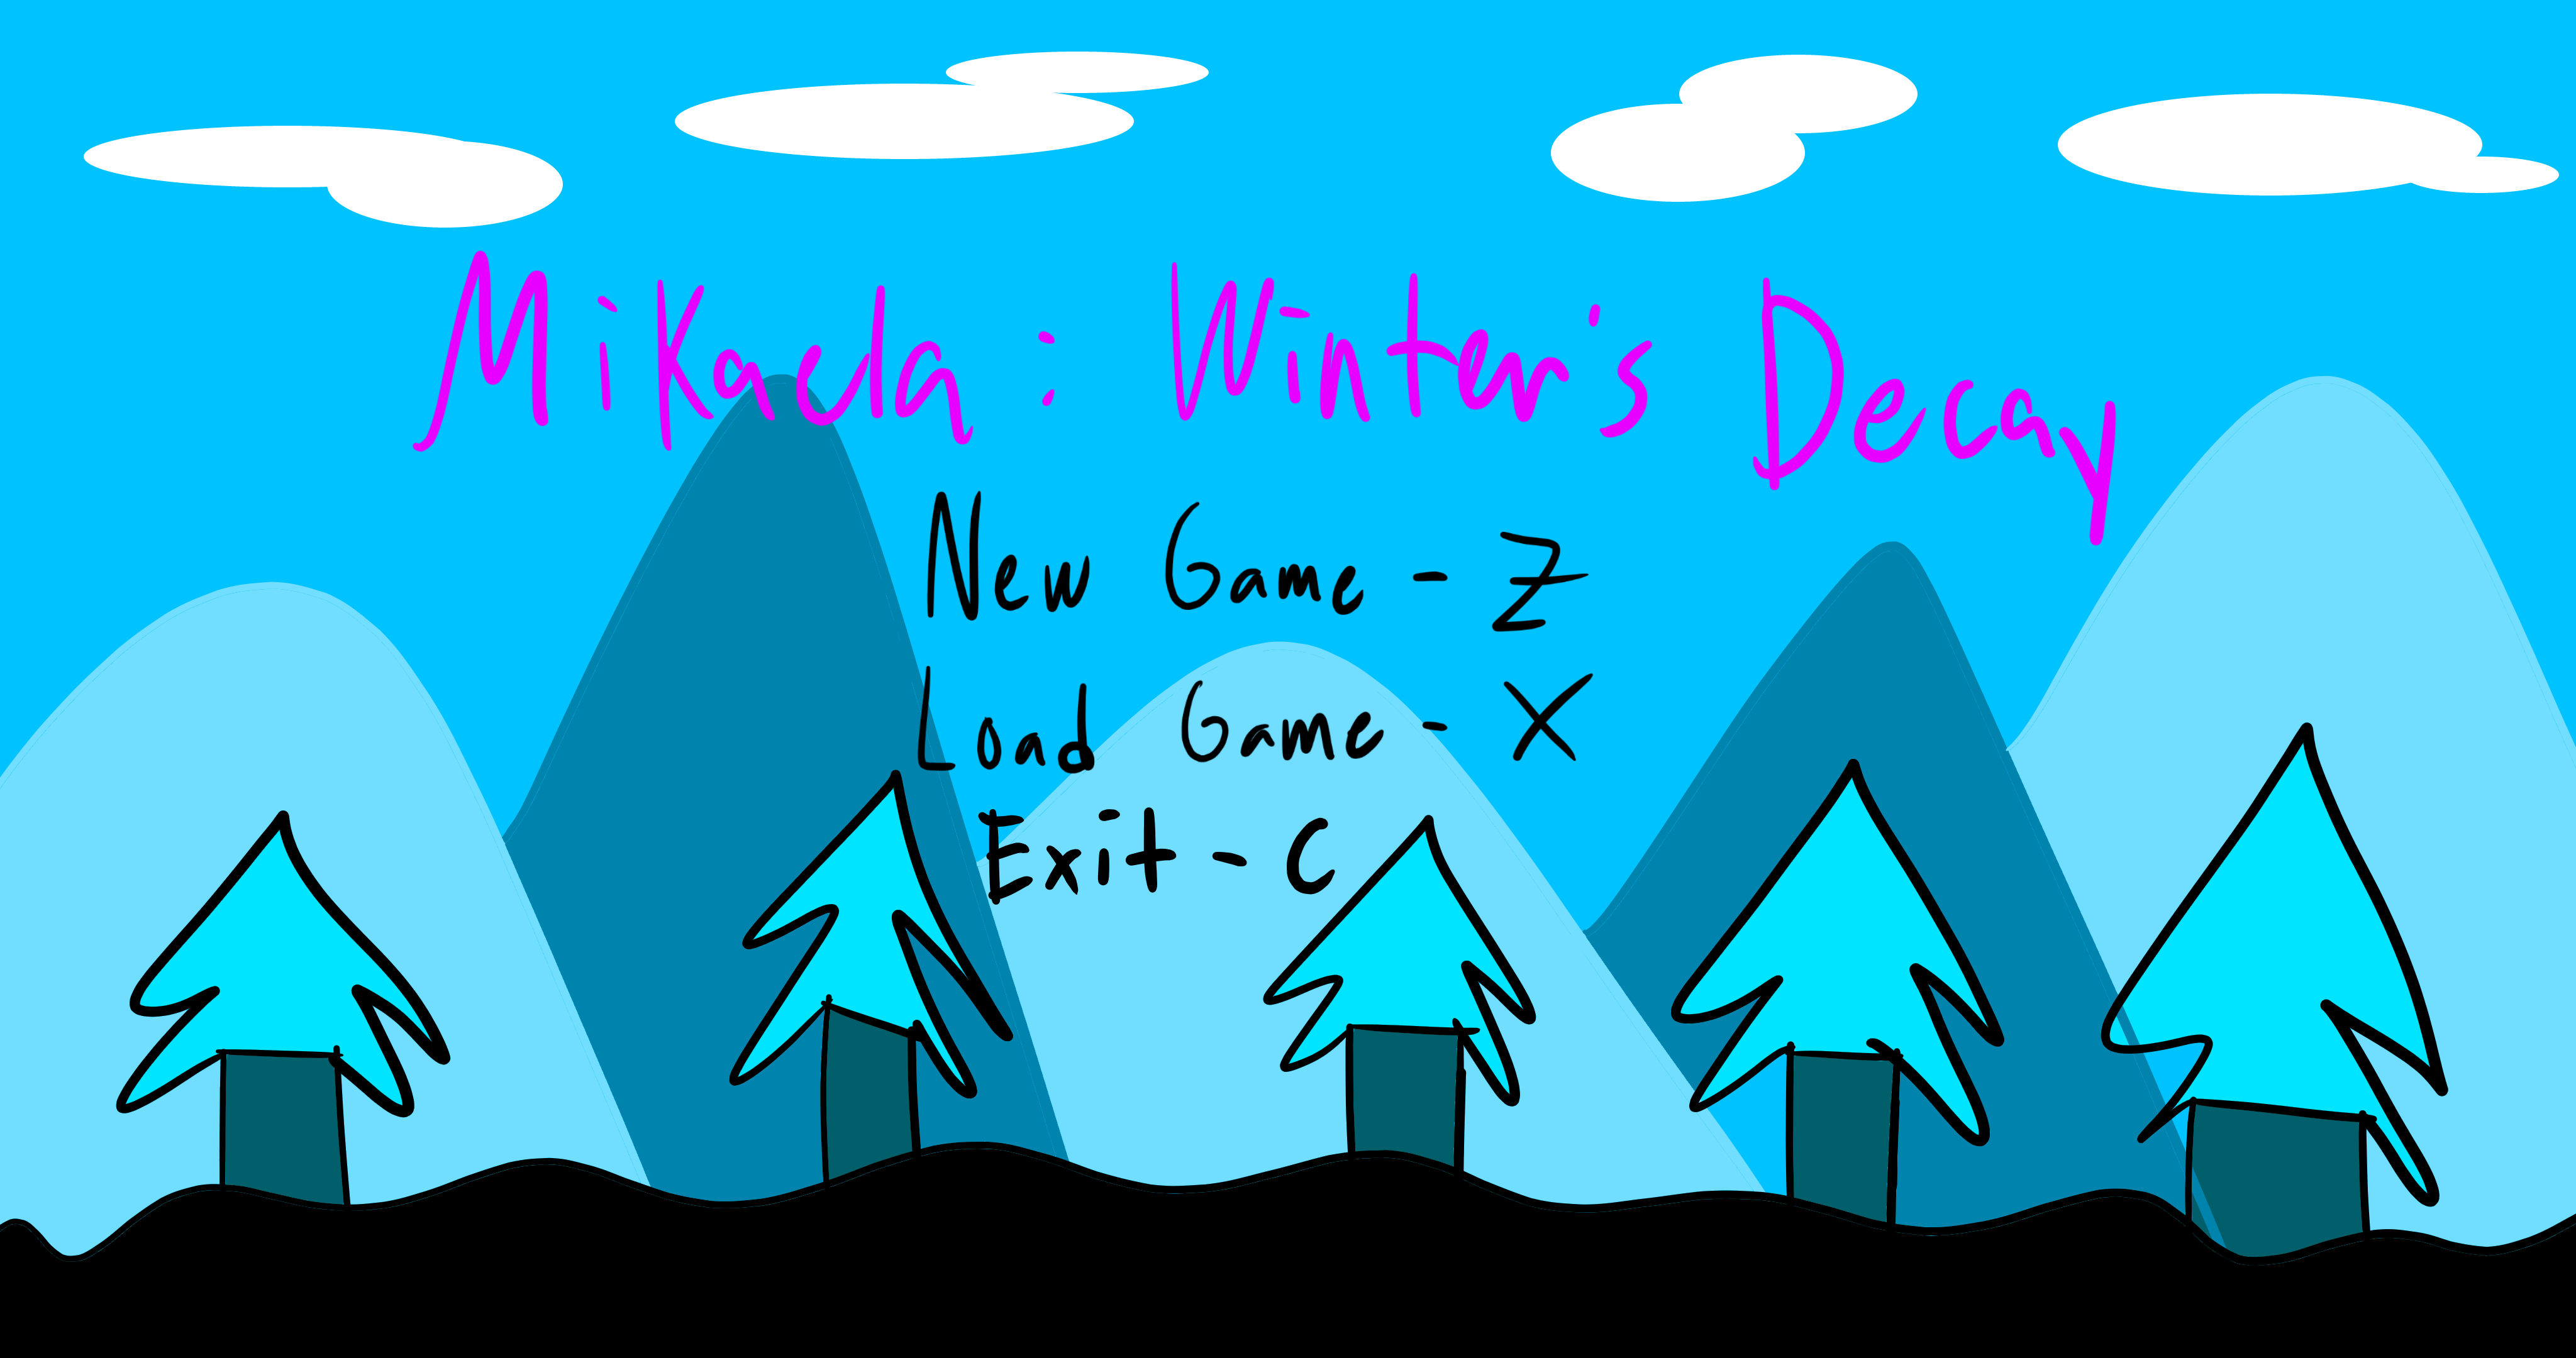 Mikaela: Winter's Decay
New Game - Z
Load Game - X
Exit - C